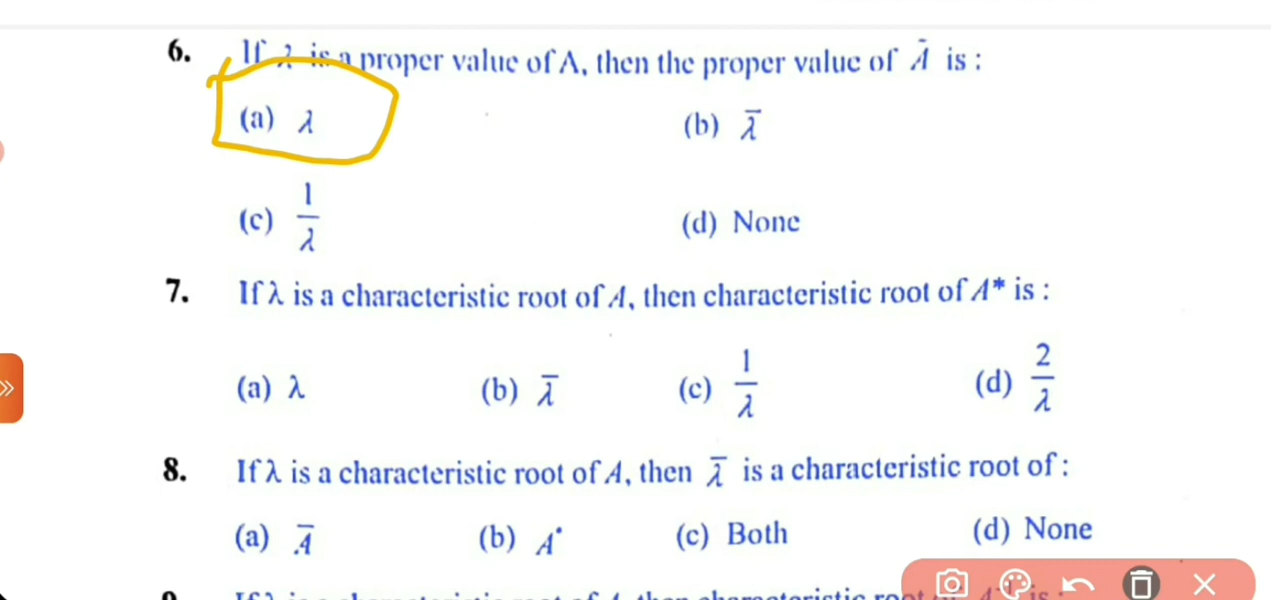 6. If λ is a proper value of A, then the proper value of Ā is :
(a) λ (b) λ̄
(c) 1/λ (d) None
7. If λ is a characteristic root of A, then characteristic root of A* is :
(a) λ (b) λ̄ (c) 1/λ (d) 2/λ
8. If λ is a characteristic root of A, then λ̄ is a characteristic root of :
(a) Ā (b) A* (c) Both (d) None